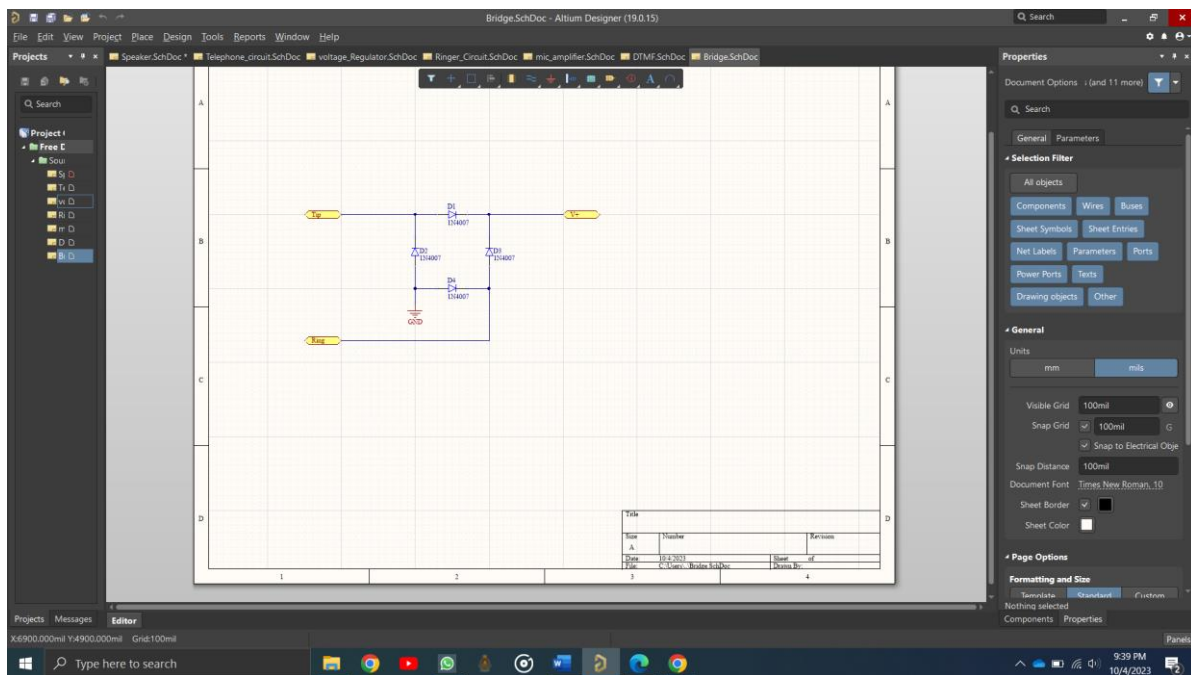 Bridge.SchDoc - Altium Designer (19.0.15)
Search
File Edit View Project Place Design Tools Reports Window Help
Projects
Speaker.SchDoc * Telephone_circuit.SchDoc voltage_Regulator.SchDoc Ringer_Circuit.SchDoc mic_amplifier.SchDoc DTMF.SchDoc Bridge.SchDoc
Properties
Document Options (and 11 more)
Search
Search
General Parameters
Project
Free
Selection Filter
All objects
Components Wires Buses
Sheet Symbols Sheet Entries
Net Labels Parameters Ports
Power Ports Texts
Drawing objects Other
General
Units
mm mils
Visible Grid 100mil
Snap Grid 100mil G
Snap to Electrical Obje
Snap Distance 100mil
Document Font Times New Roman, 10
Sheet Border
Sheet Color
Page Options
Formatting and Size
Template Standard Custom
Nothing selected
Components Properties
A A
B B
C C
D D
1 2 3 4
Tip
D1
1N4007
V+
D2
1N4007
D3
1N4007
D4
1N4007
GND
Ring
Title
Size Number Revision
A
Date: 10/4/2023 Sheet of
File: C:\Users\..\Bridge.SchDoc Drawn By:
Projects Messages Editor
X:6900.000mil Y:4900.000mil Grid:100mil
Panels
Type here to search
9:39 PM
10/4/2023
2